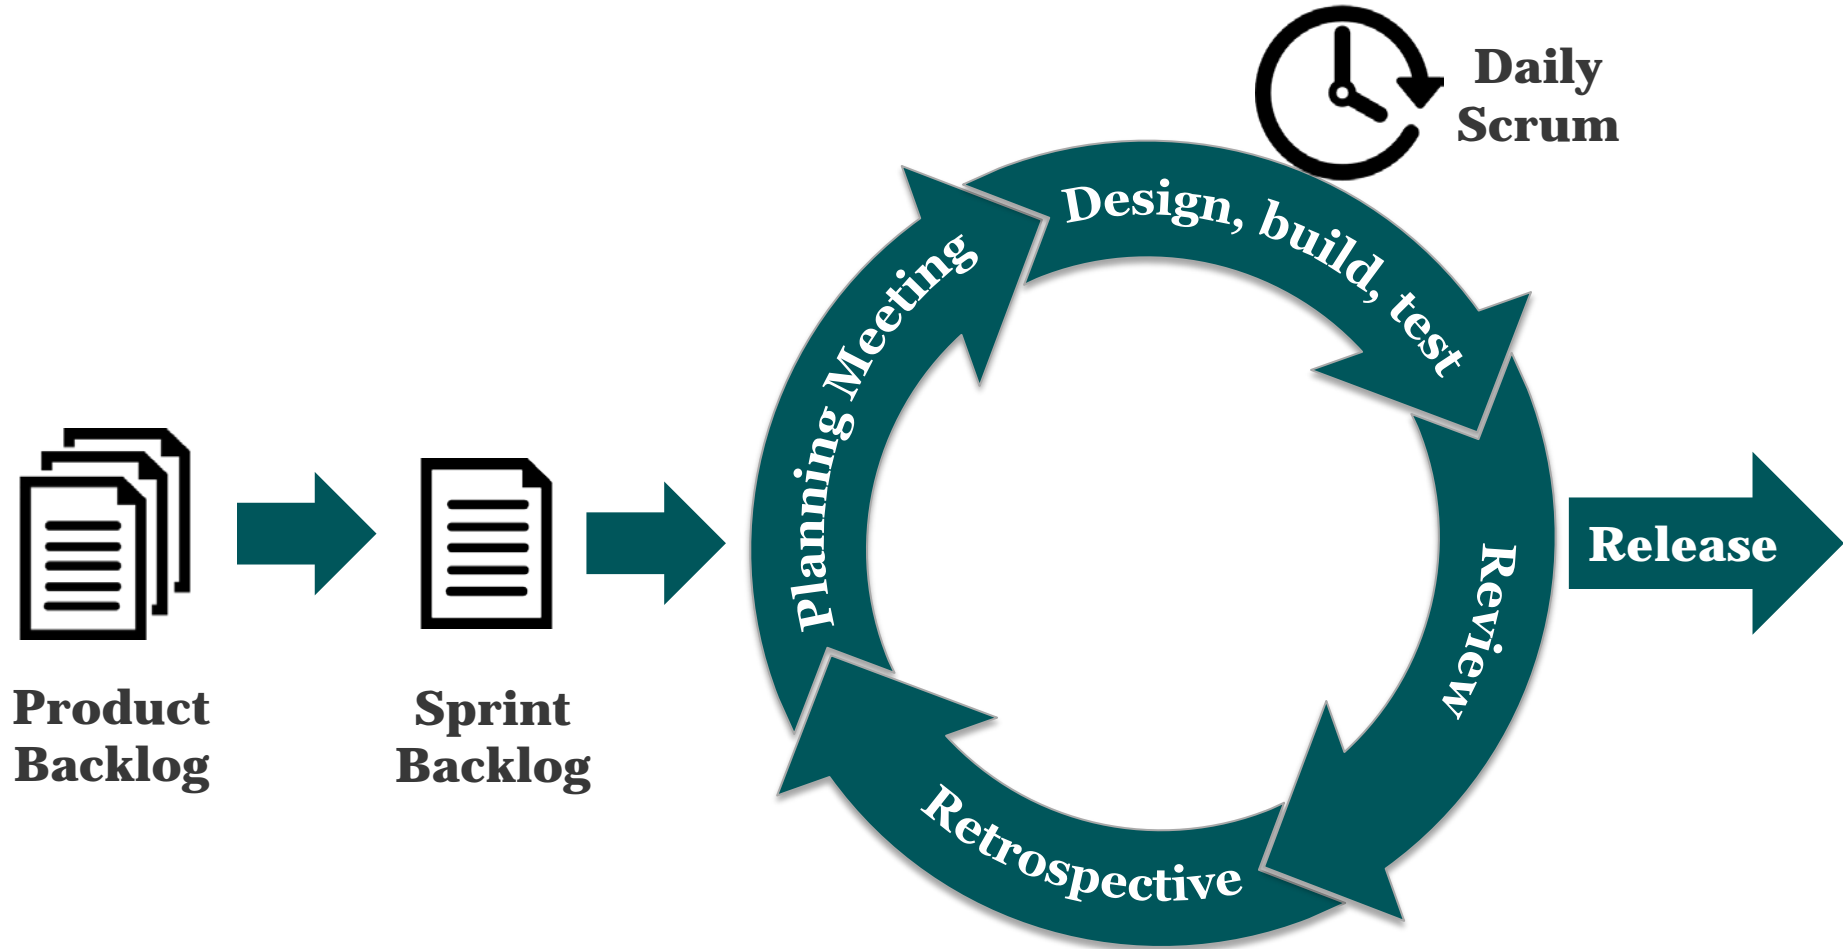 Daily
Scrum
Design, build, test
Planning Meeting
Review
Release
Retrospective
Product
Backlog
Sprint
Backlog